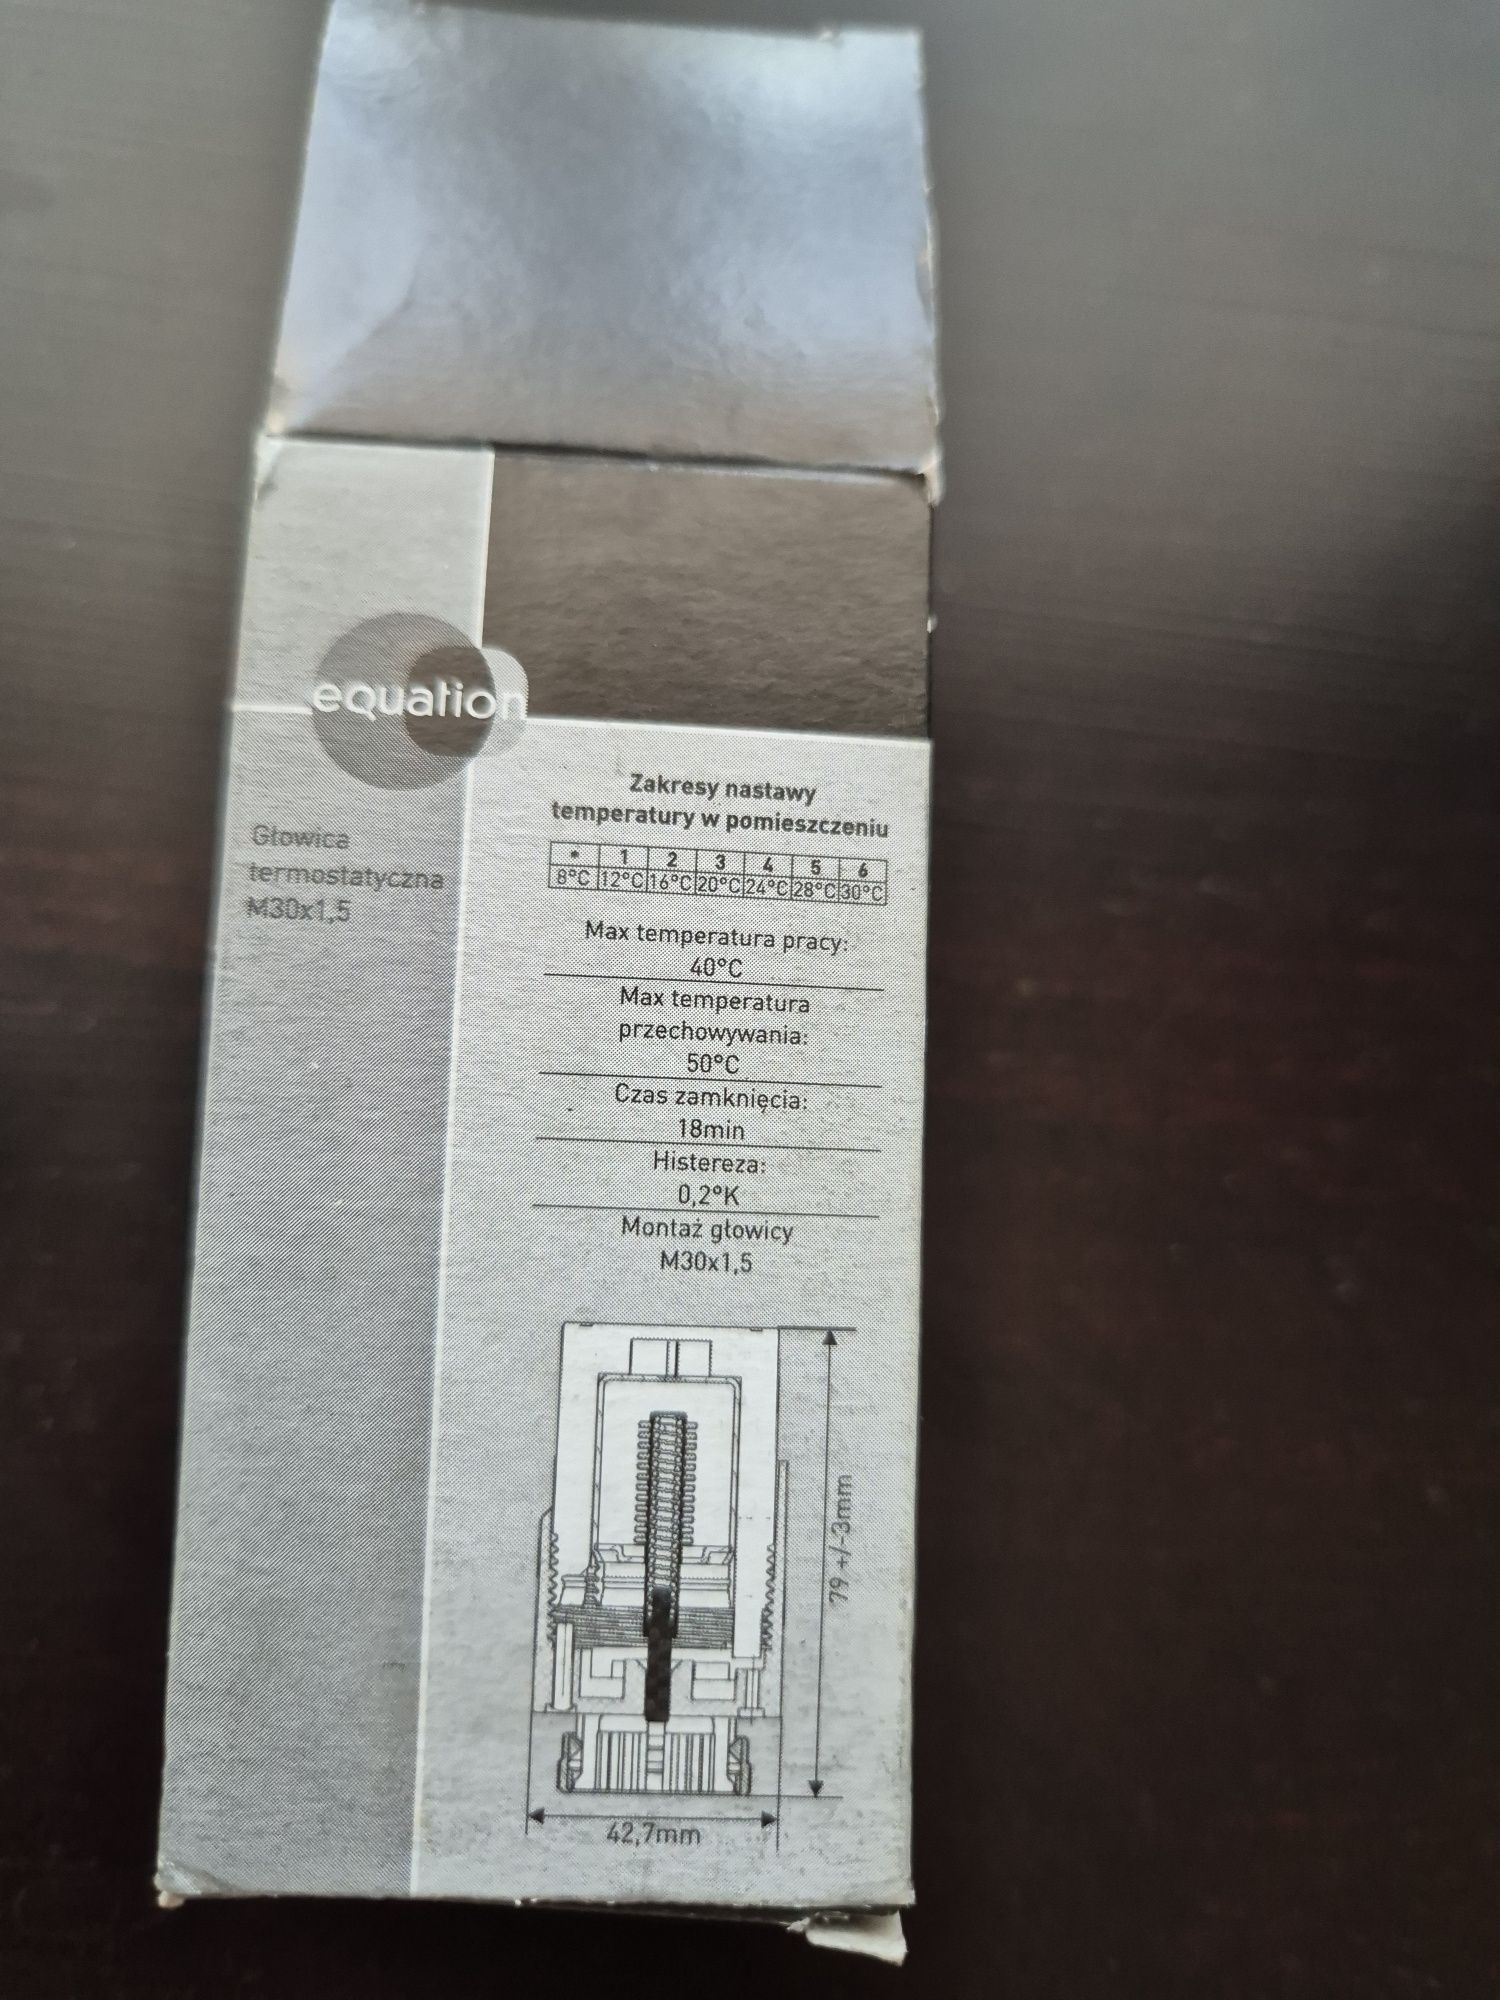 equation
Głowica
termostatyczna
M30x1,5
Zakresy nastawy
temperatury w pomieszczeniu
* 1 2 3 4 5 6
8°C 12°C 16°C 20°C 24°C 28°C 30°C
Max temperatura pracy:
40°C
Max temperatura
przechowywania:
50°C
Czas zamknięcia:
18min
Histereza:
0,2°K
Montaż głowicy
M30x1,5
79 +/-3mm
42,7mm